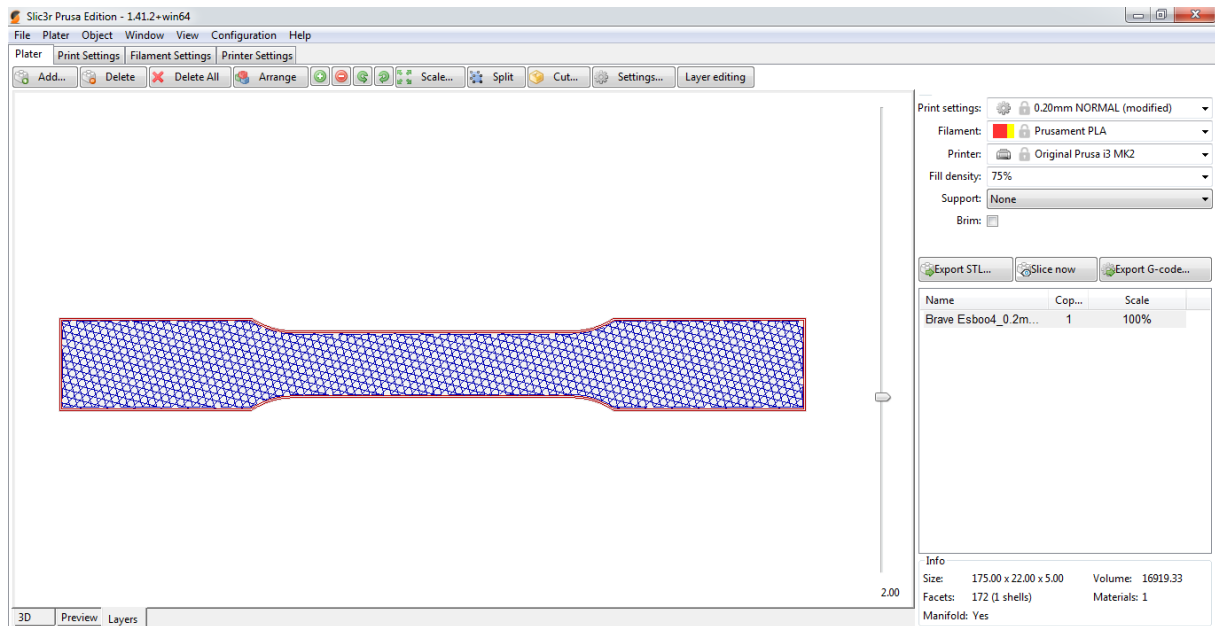 Slic3r Prusa Edition - 1.41.2+win64
File Plater Object Window View Configuration Help
Plater Print Settings Filament Settings Printer Settings
Add... Delete Delete All Arrange Scale... Split Cut... Settings... Layer editing
Print settings: 0.20mm NORMAL (modified)
Filament: Prusament PLA
Printer: Original Prusa i3 MK2
Fill density: 75%
Support: None
Brim:
Export STL... Slice now Export G-code...
Name Cop... Scale
Brave Esboo4_0.2m... 1 100%
2.00
Info
Size: 175.00 x 22.00 x 5.00 Volume: 16919.33
Facets: 172 (1 shells) Materials: 1
Manifold: Yes
3D Preview Layers